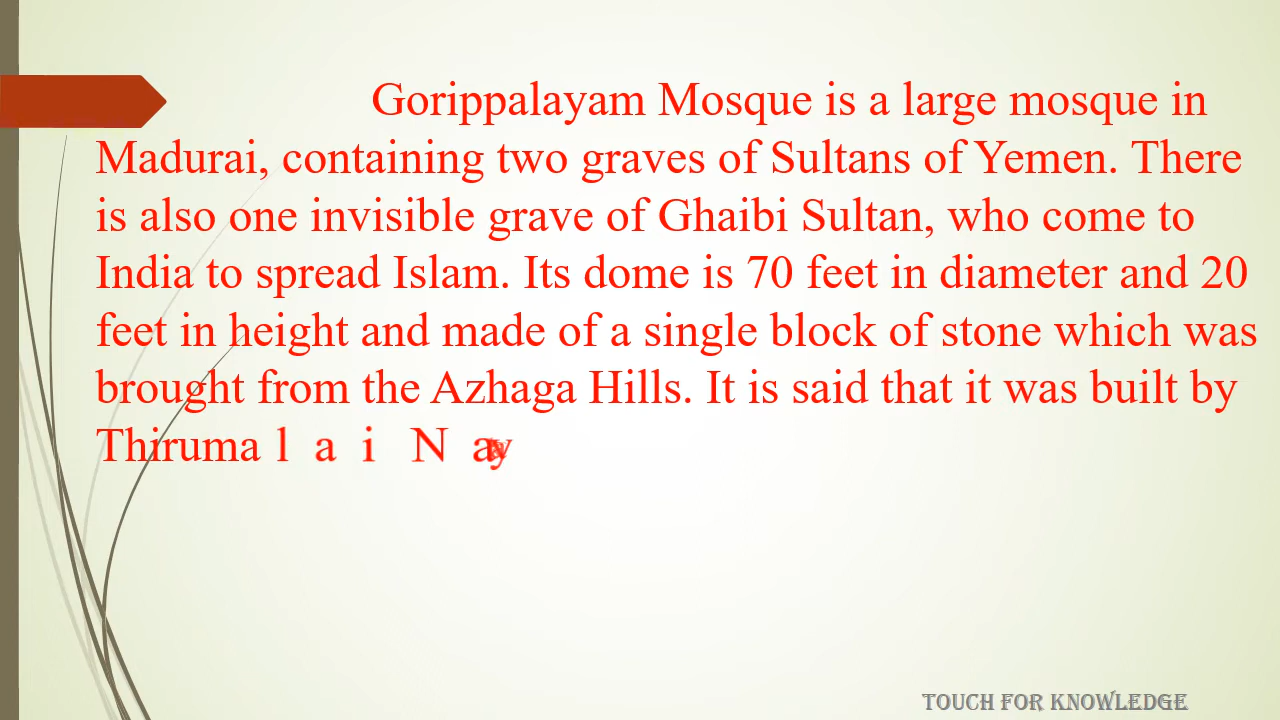 Gorippalayam Mosque is a large mosque in
Madurai, containing two graves of Sultans of Yemen. There
is also one invisible grave of Ghaibi Sultan, who come to
India to spread Islam. Its dome is 70 feet in diameter and 20
feet in height and made of a single block of stone which was
brought from the Azhaga Hills. It is said that it was built by
Thirumalai
TOUCH FOR KNOWLEDGE